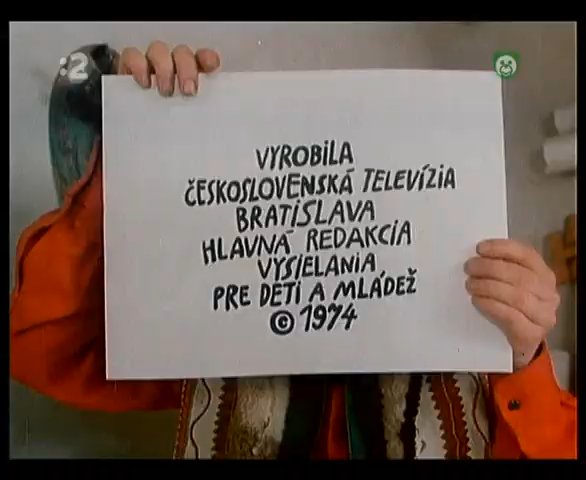 :2
VYROBILA
ČESKOSLOVENSKÁ TELEVÍZIA
BRATISLAVA
HLAVNÁ REDAKCIA
VYSIELANIA
PRE DETI A MLÁDEŽ
© 1974